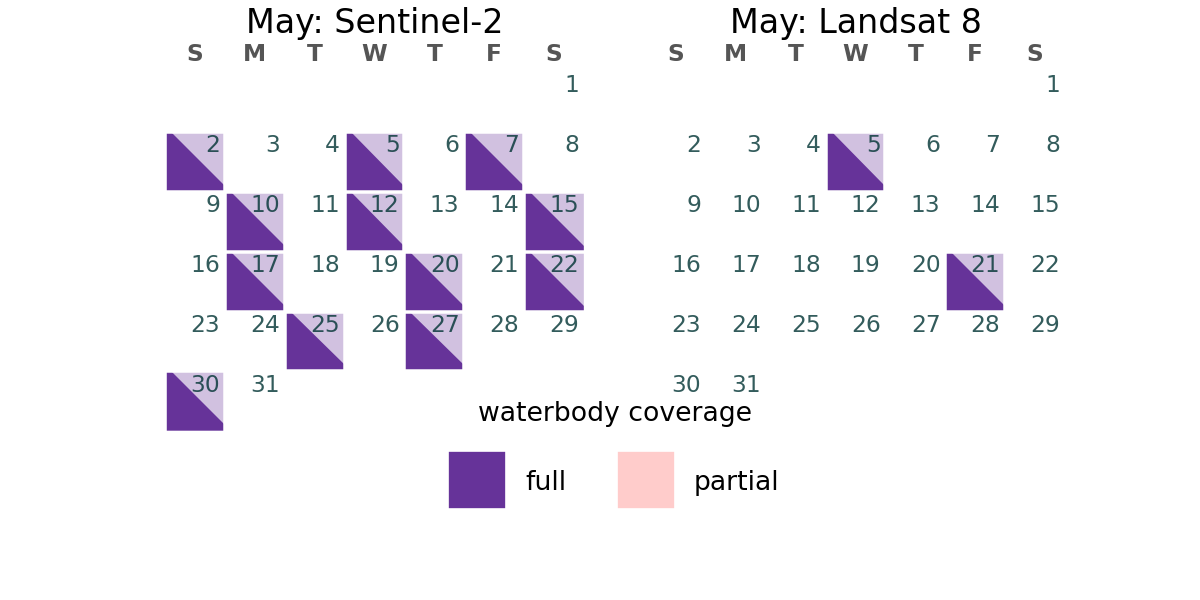 May: Sentinel-2
S M T W T F S
1
2 3 4 5 6 7 8
9 10 11 12 13 14 15
16 17 18 19 20 21 22
23 24 25 26 27 28 29
30 31
May: Landsat 8
S M T W T F S
1
2 3 4 5 6 7 8
9 10 11 12 13 14 15
16 17 18 19 20 21 22
23 24 25 26 27 28 29
30 31
waterbody coverage
full
partial